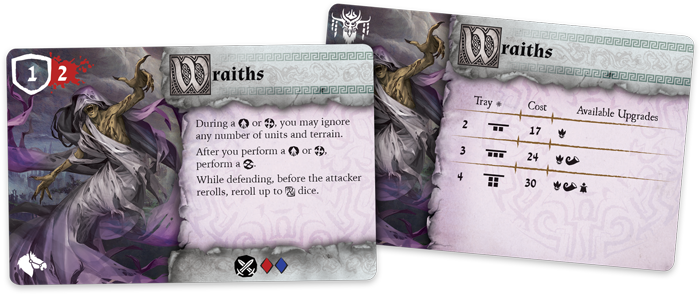 1 2
Wraiths
During a or , you may ignore
any number of units and terrain.
After you perform a or ,
perform a .
While defending, before the attacker
rerolls, reroll up to dice.
Wraiths
Tray Cost Available Upgrades
2 17
3 24
4 30